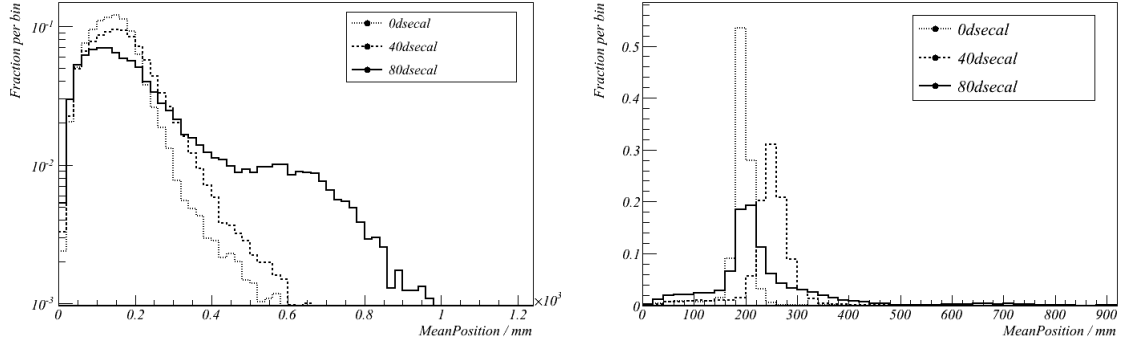 Fraction per bin
10⁻¹
10⁻²
10⁻³
0dsecal
40dsecal
80dsecal
0 0.2 0.4 0.6 0.8 1 1.2
×10³
MeanPosition / mm
Fraction per bin
0.5
0.4
0.3
0.2
0.1
0
0dsecal
40dsecal
80dsecal
0 100 200 300 400 500 600 700 800 900
MeanPosition / mm